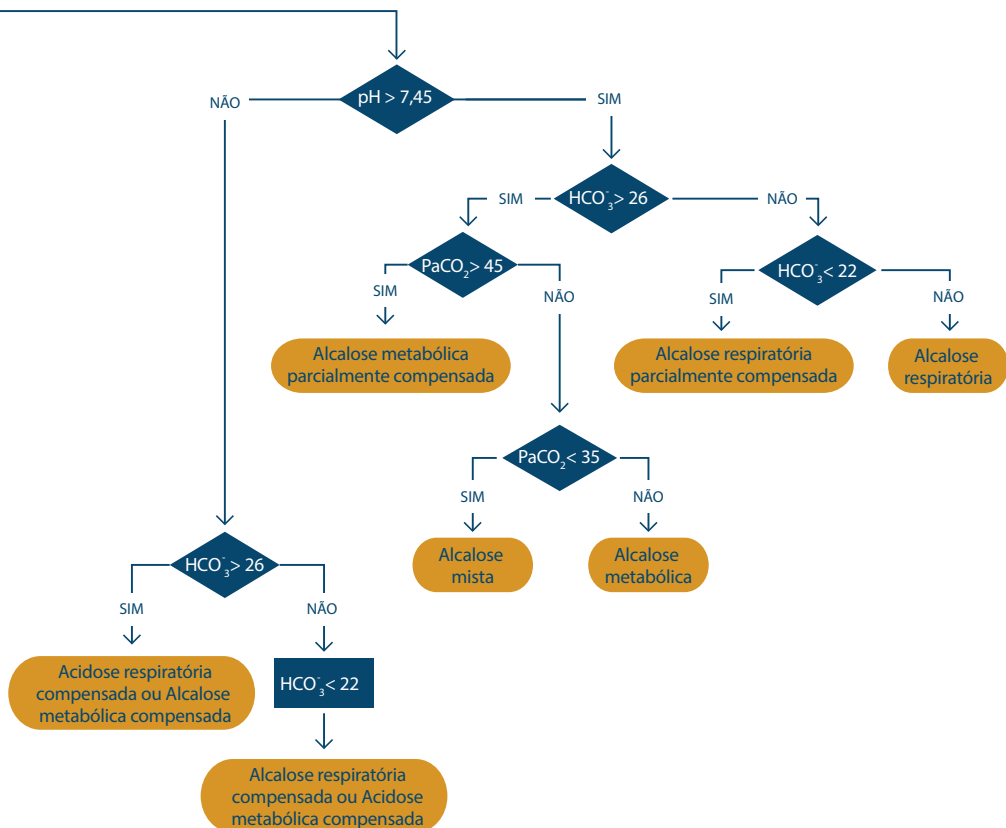 pH > 7,45
NÃO
SIM
HCO₃⁻ > 26
SIM
NÃO
PaCO₂ > 45
HCO₃⁻ < 22
SIM
NÃO
SIM
NÃO
Alcalose metabólica
parcialmente compensada
Alcalose respiratória
parcialmente compensada
Alcalose
respiratória
PaCO₂ < 35
SIM
NÃO
Alcalose
mista
Alcalose
metabólica
HCO₃⁻ > 26
SIM
NÃO
Acidose respiratória
compensada ou Alcalose
metabólica compensada
HCO₃⁻ < 22
Alcalose respiratória
compensada ou Acidose
metabólica compensada